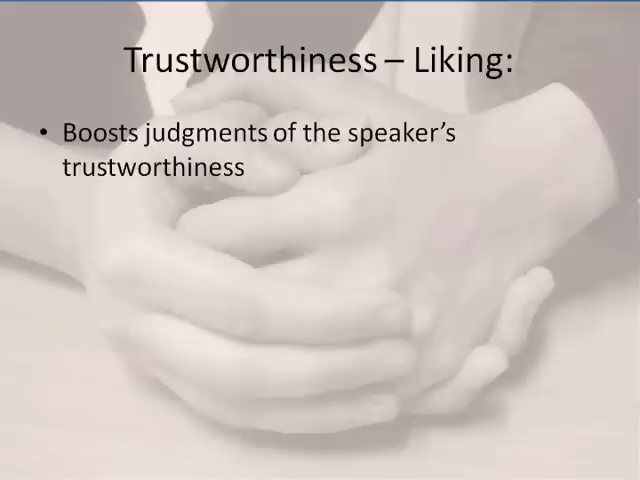 Trustworthiness – Liking:
• Boosts judgments of the speaker’s
trustworthiness